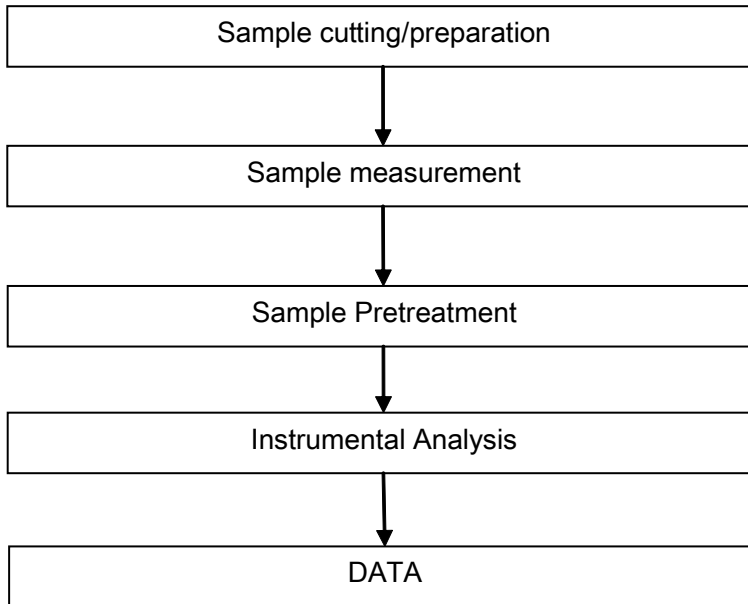 Sample cutting/preparation
Sample measurement
Sample Pretreatment
Instrumental Analysis
DATA